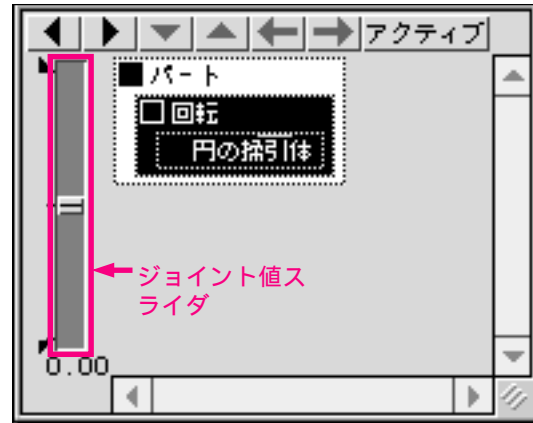 アクティブ
パート
回転
円の掃引体
ジョイント値ス
ライダ
0.00